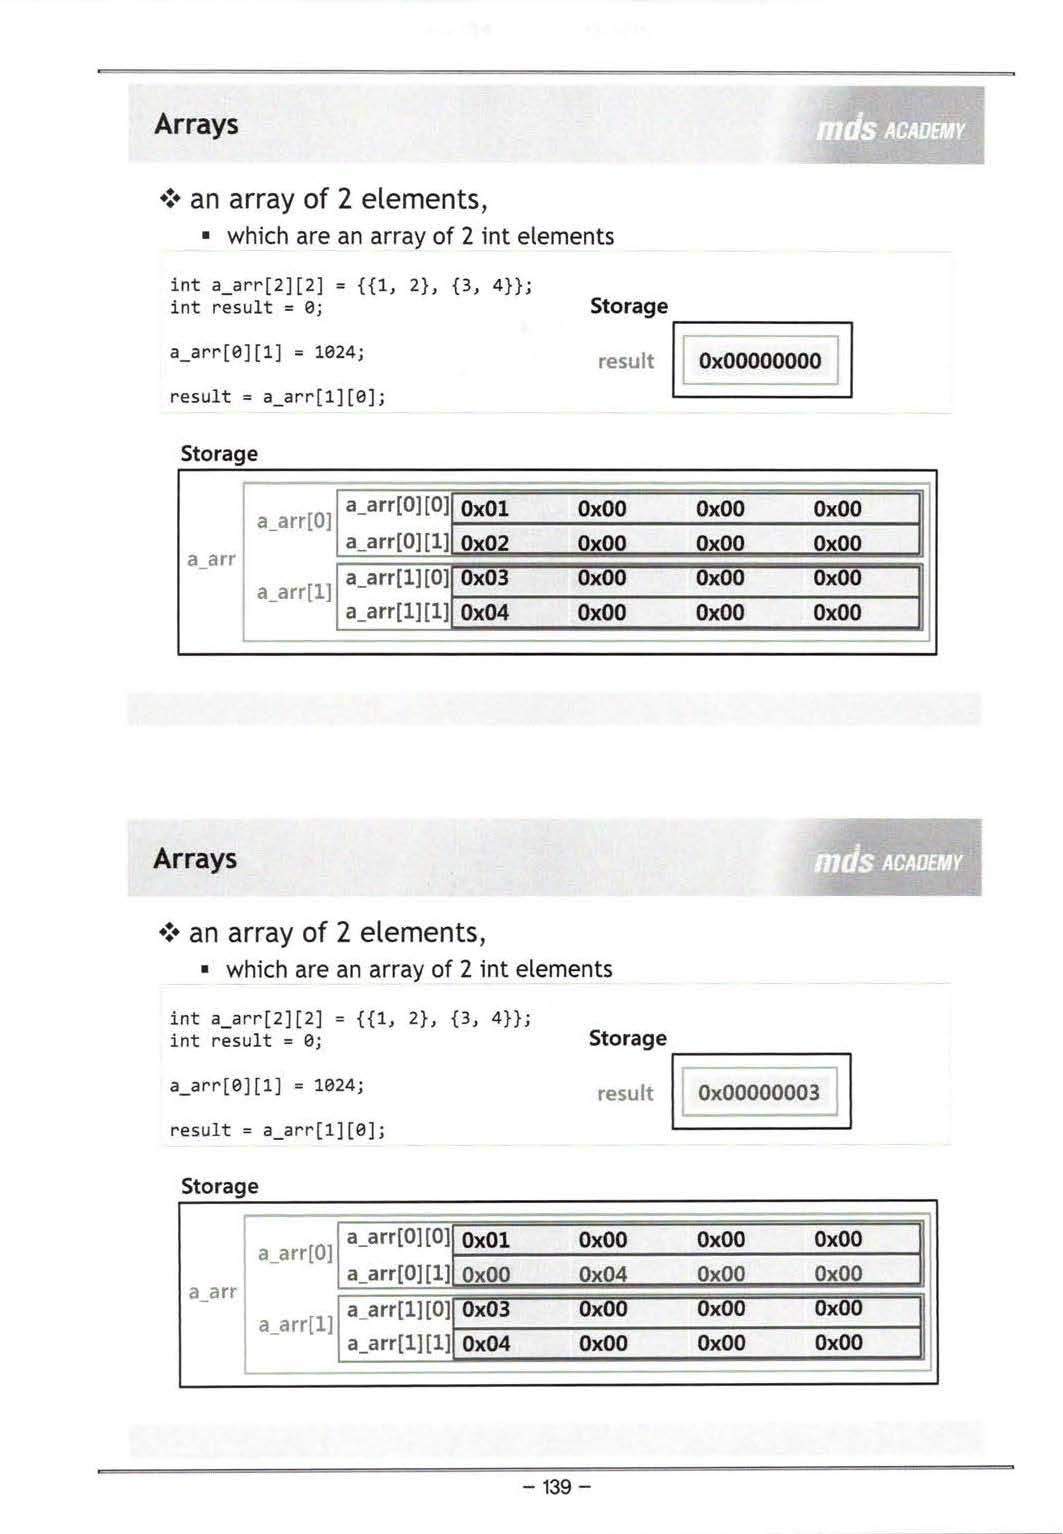 Arrays
mds ACADEMY
❖ an array of 2 elements,
▪ which are an array of 2 int elements
int a_arr[2][2] = {{1, 2}, {3, 4}};
int result = 0;
Storage
a_arr[0][1] = 1024;
result 0x00000000
result = a_arr[1][0];
Storage
a_arr[0] a_arr[0][0] 0x01 0x00 0x00 0x00
a_arr[0][1] 0x02 0x00 0x00 0x00
a_arr
a_arr[1] a_arr[1][0] 0x03 0x00 0x00 0x00
a_arr[1][1] 0x04 0x00 0x00 0x00
Arrays
mds ACADEMY
❖ an array of 2 elements,
▪ which are an array of 2 int elements
int a_arr[2][2] = {{1, 2}, {3, 4}};
int result = 0;
Storage
a_arr[0][1] = 1024;
result 0x00000003
result = a_arr[1][0];
Storage
a_arr[0] a_arr[0][0] 0x01 0x00 0x00 0x00
a_arr[0][1] 0x00 0x04 0x00 0x00
a_arr
a_arr[1] a_arr[1][0] 0x03 0x00 0x00 0x00
a_arr[1][1] 0x04 0x00 0x00 0x00
– 139 –